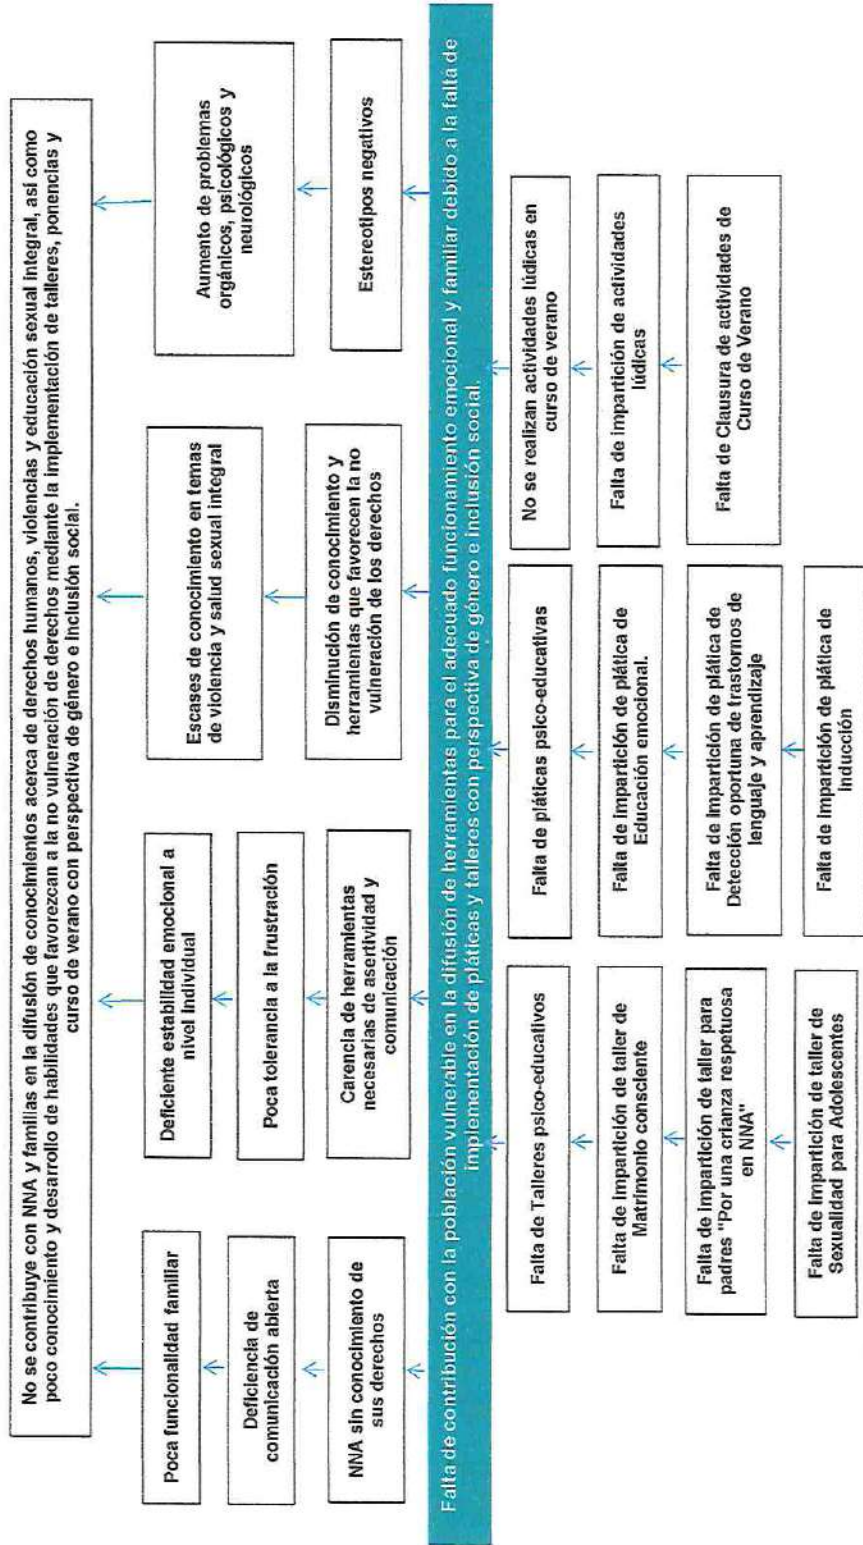 No se contribuye con NNA y familias en la difusión de conocimientos acerca de derechos humanos, violencias y educación sexual integral, así como
poco conocimiento y desarrollo de habilidades que favorezcan a la no vulneración de derechos mediante la implementación de talleres, ponencias y
curso de verano con perspectiva de género e inclusión social.
Poca funcionalidad familiar
Deficiencia de
comunicación abierta
NNA sin conocimiento de
sus derechos
Deficiente estabilidad emocional a
nivel Individual
Poca tolerancia a la frustración
Carencia de herramientas
necesarias de asertividad y
comunicación
Escases de conocimiento en temas
de violencia y salud sexual integral
Disminución de conocimiento y
herramientas que favorecen la no
vulneración de los derechos
Aumento de problemas
orgánicos, psicológicos y
neurológicos
Estereotipos negativos
Falta de contribución con la población vulnerable en la difusión de herramientas para el adecuado funcionamiento emocional y familiar debido a la falta de
implementación de pláticas y talleres con perspectiva de género e inclusión social.
Falta de Talleres psico-educativos
Falta de Impartición de taller de
Matrimonio consciente
Falta de Impartición de taller para
padres "Por una crianza respetuosa
en NNA"
Falta de Impartición de taller de
Sexualidad para Adolescentes
Falta de pláticas psico-educativas
Falta de Impartición de plática de
Educación emocional.
Falta de Impartición de plática de
Detección oportuna de trastornos de
lenguaje y aprendizaje
Falta de Impartición de plática de
Inducción
No se realizan actividades lúdicas en
curso de verano
Falta de impartición de actividades
lúdicas
Falta de Clausura de actividades de
Curso de Verano